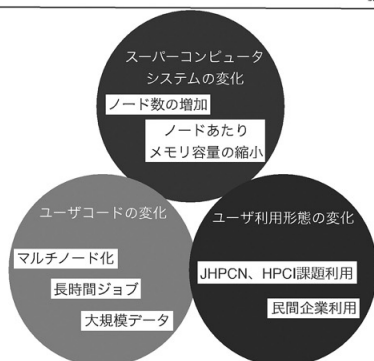 スーパーコンピュータ
システムの変化
ノード数の増加
ノードあたり
メモリ容量の縮小
ユーザコードの変化
マルチノード化
長時間ジョブ
大規模データ
ユーザ利用形態の変化
JHPCN、HPCI課題利用
民間企業利用